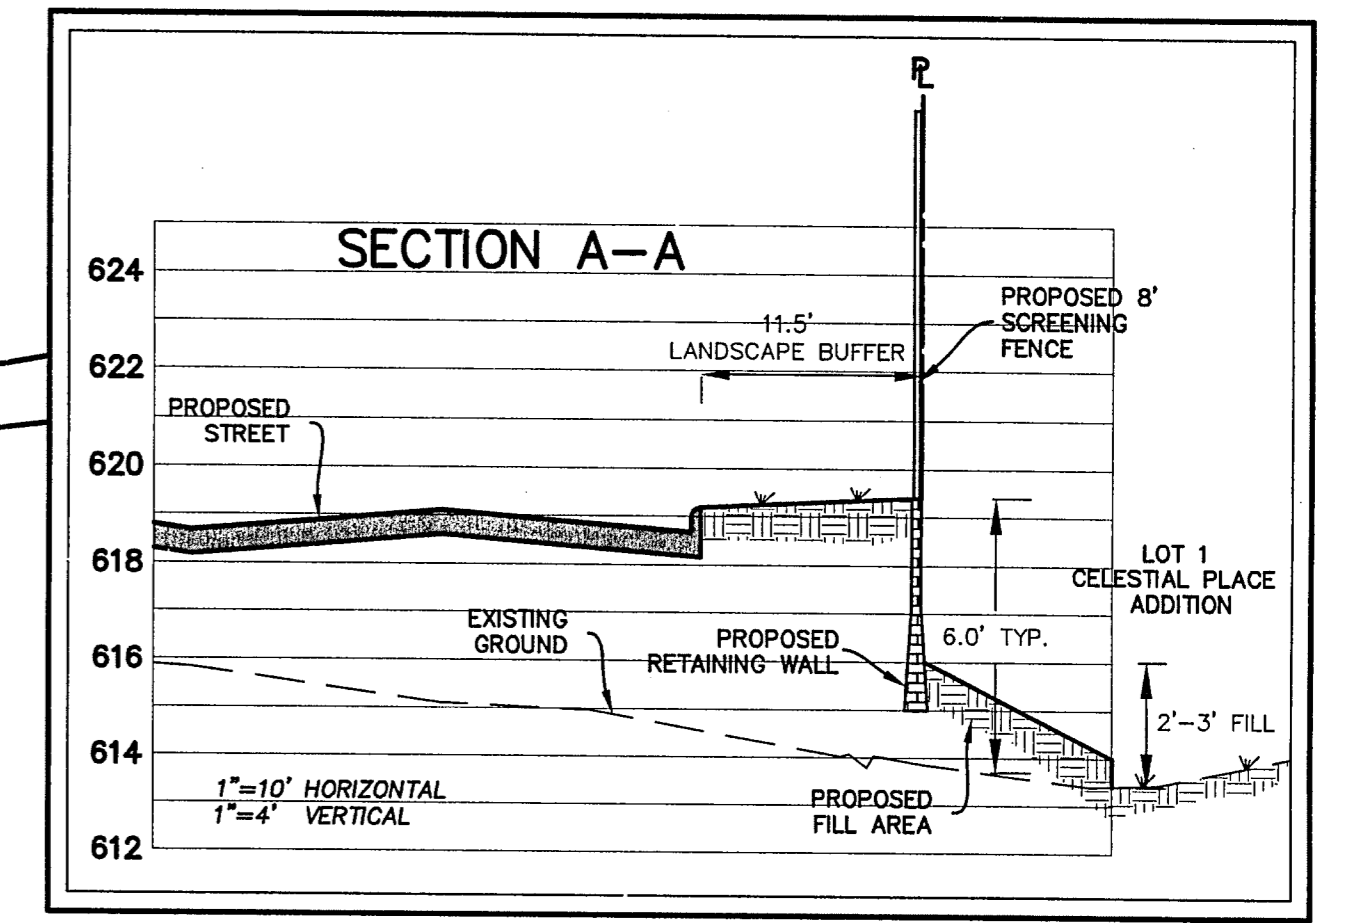 PL
SECTION A-A
624
622
620
618
616
614
612
PROPOSED 8'
SCREENING
FENCE
11.5'
LANDSCAPE BUFFER
PROPOSED
STREET
LOT 1
CELESTIAL PLACE
ADDITION
EXISTING
GROUND
PROPOSED
RETAINING WALL
6.0' TYP.
2'-3' FILL
1"=10' HORIZONTAL
1"=4' VERTICAL
PROPOSED
FILL AREA